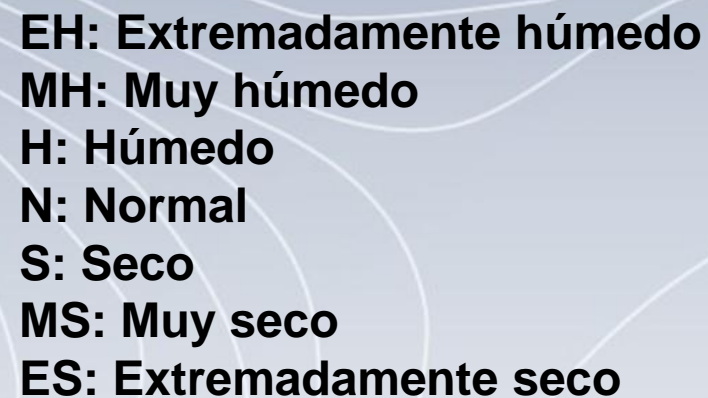 EH: Extremadamente húmedo
MH: Muy húmedo
H: Húmedo
N: Normal
S: Seco
MS: Muy seco
ES: Extremadamente seco